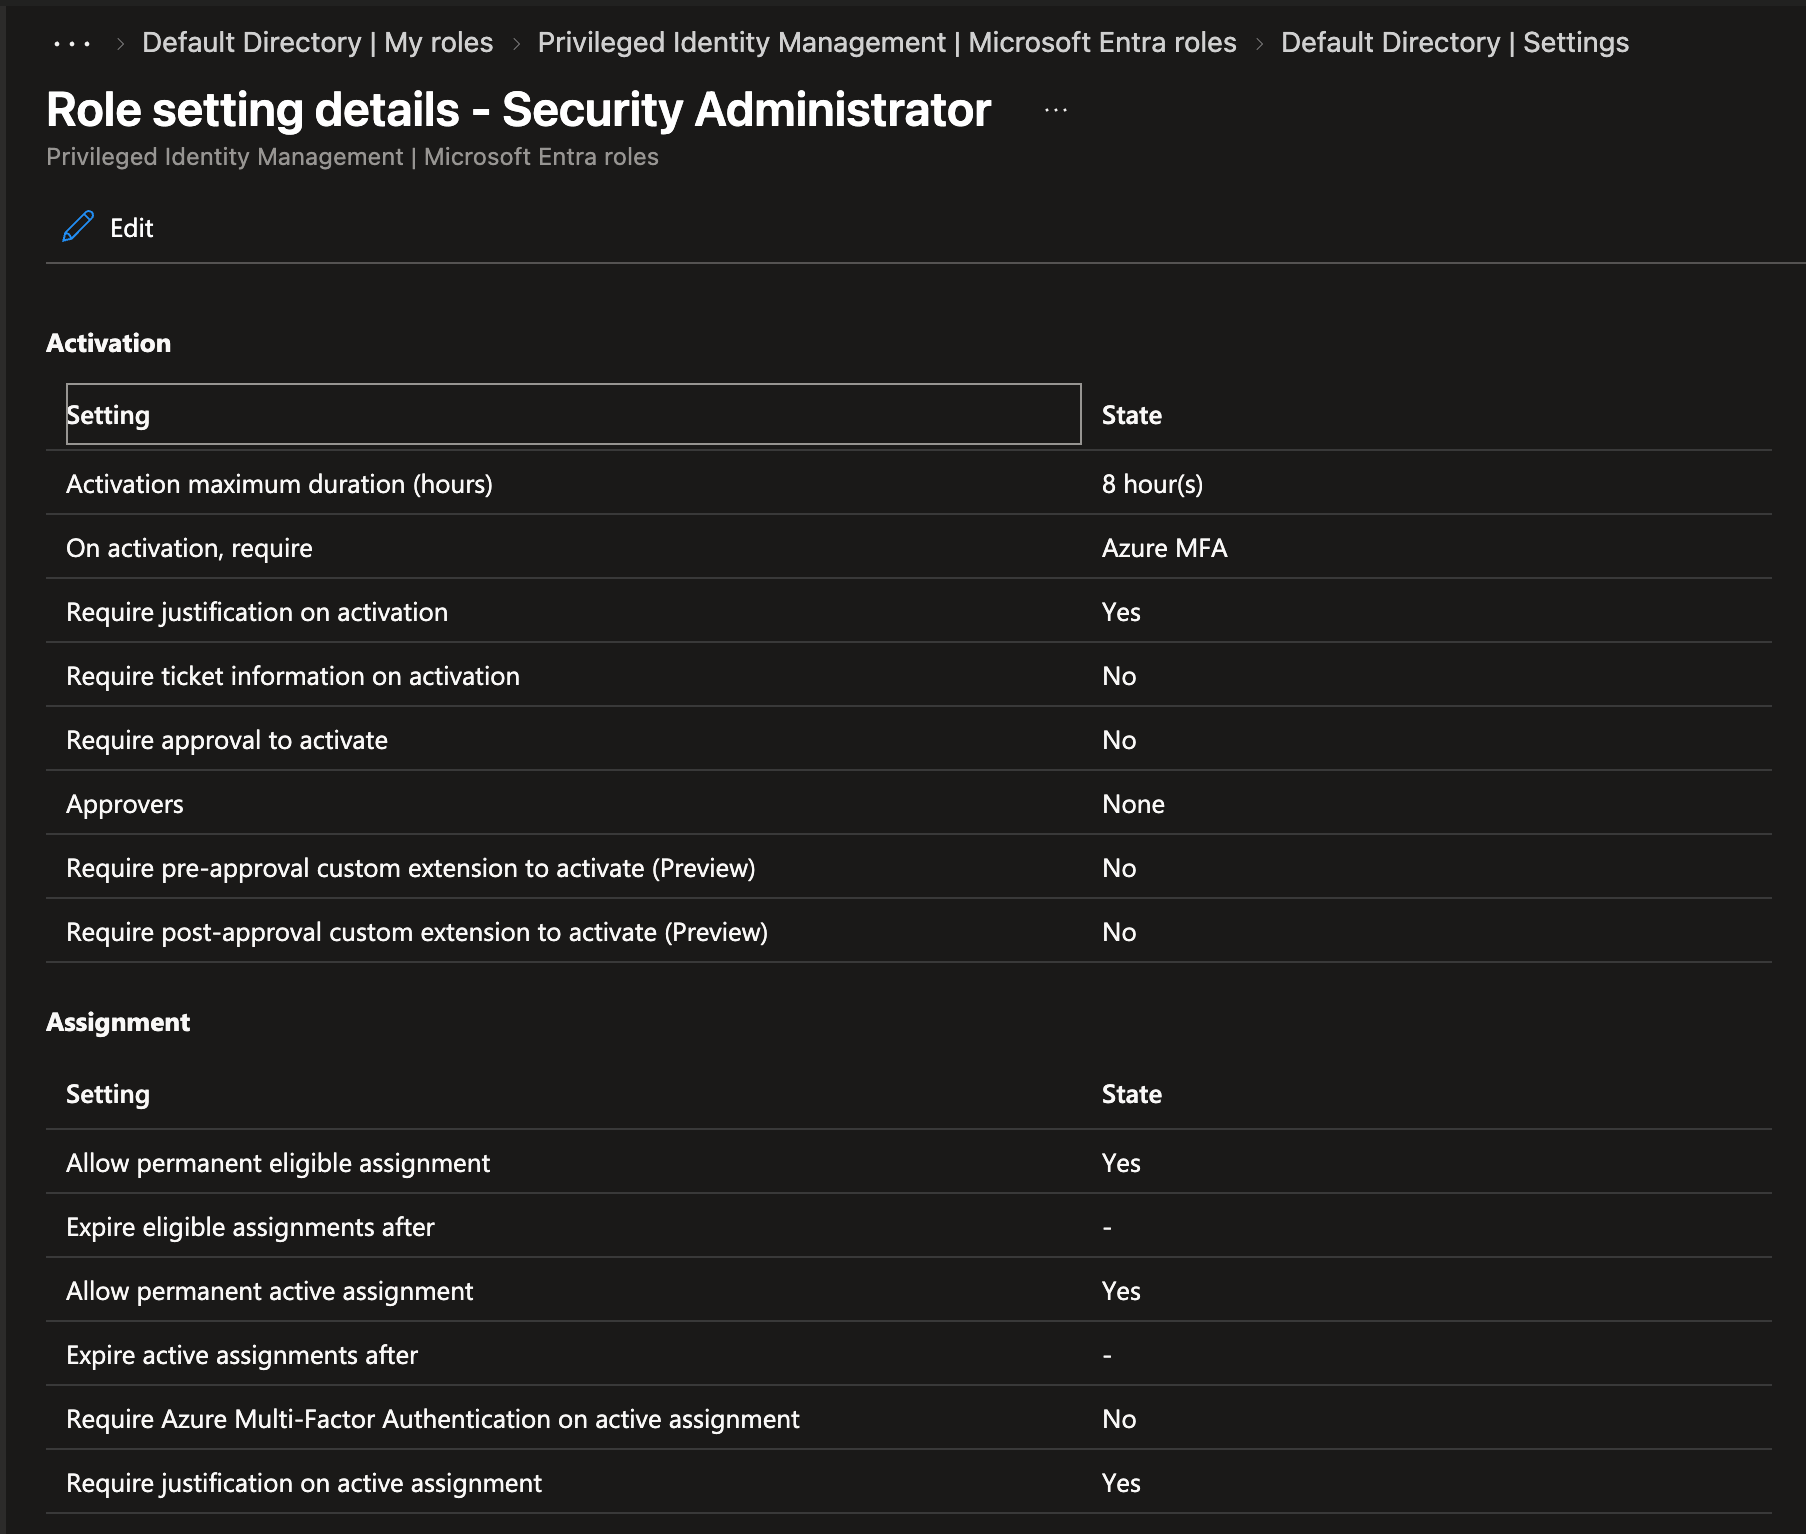 ... > Default Directory | My roles > Privileged Identity Management | Microsoft Entra roles > Default Directory | Settings
Role setting details - Security Administrator ...
Privileged Identity Management | Microsoft Entra roles
Edit
Activation
Setting State
Activation maximum duration (hours) 8 hour(s)
On activation, require Azure MFA
Require justification on activation Yes
Require ticket information on activation No
Require approval to activate No
Approvers None
Require pre-approval custom extension to activate (Preview) No
Require post-approval custom extension to activate (Preview) No
Assignment
Setting State
Allow permanent eligible assignment Yes
Expire eligible assignments after -
Allow permanent active assignment Yes
Expire active assignments after -
Require Azure Multi-Factor Authentication on active assignment No
Require justification on active assignment Yes